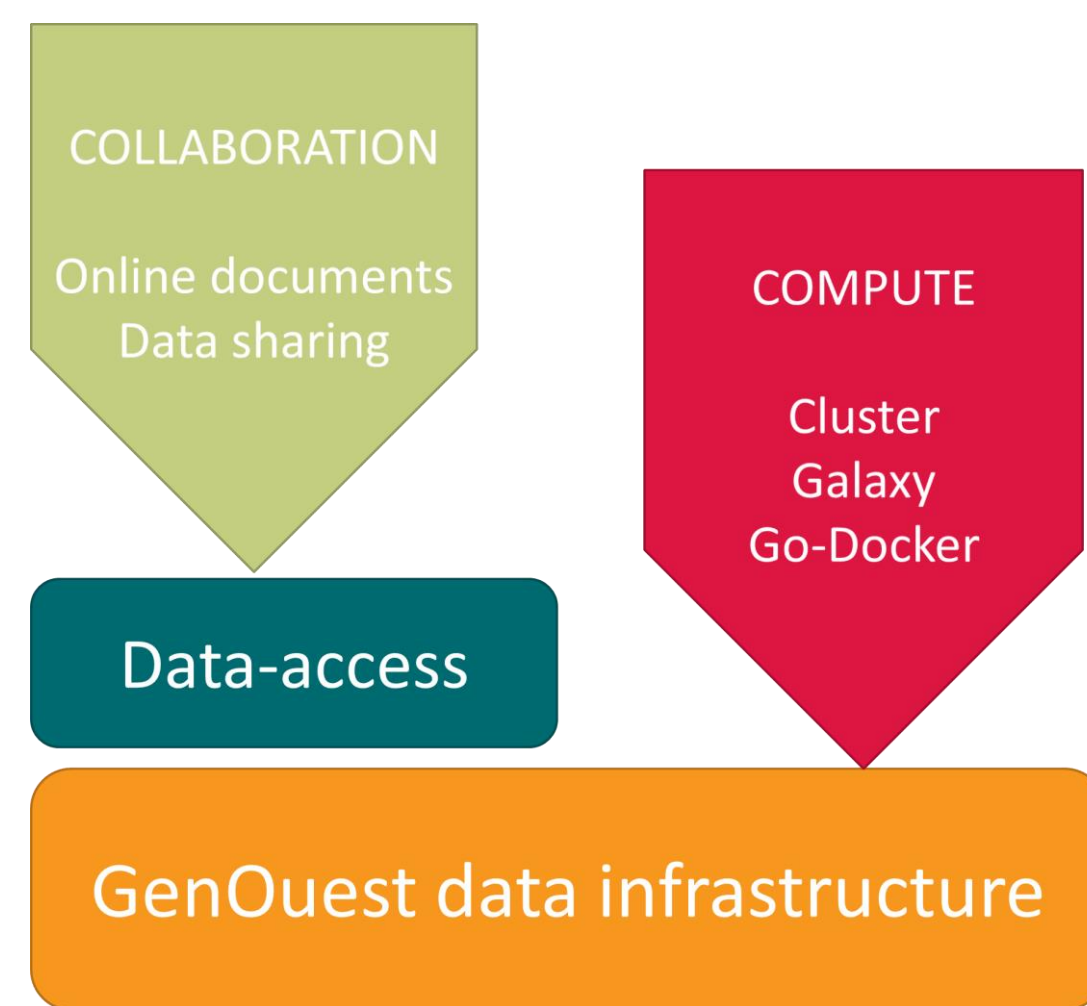 COLLABORATION
Online documents
Data sharing
COMPUTE
Cluster
Galaxy
Go-Docker
Data-access
GenOuest data infrastructure